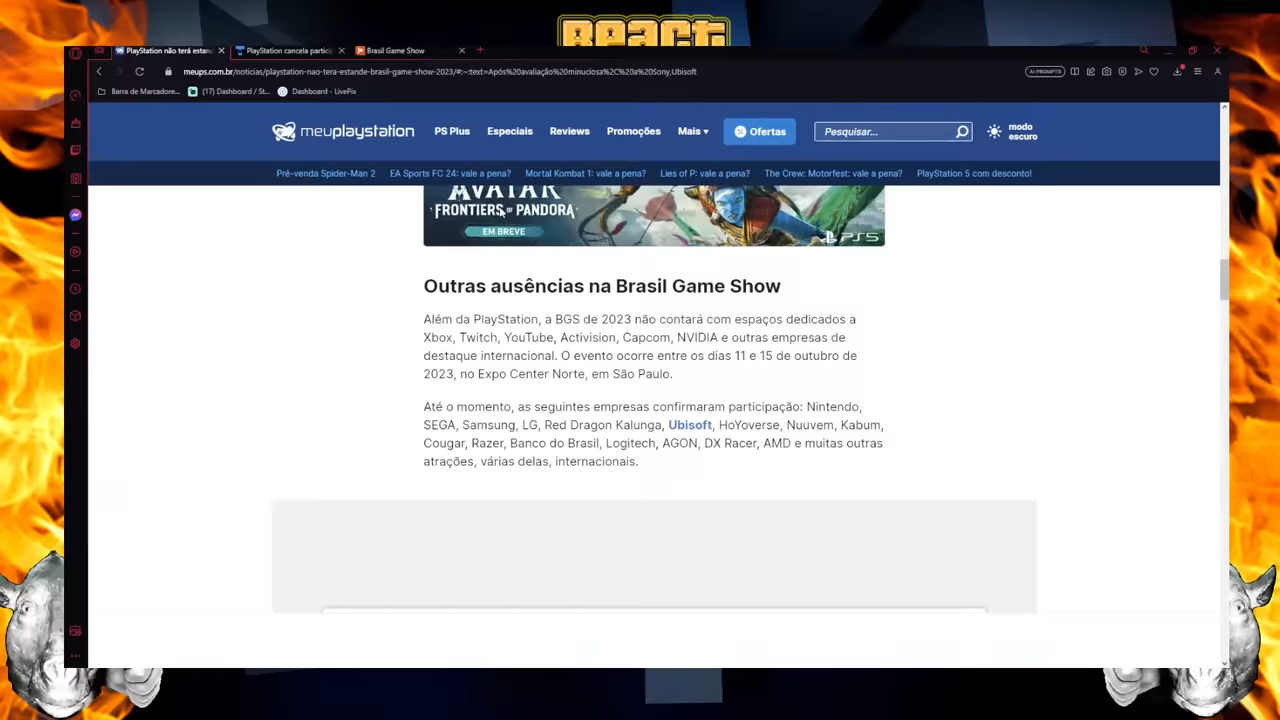 REACT
PlayStation não terá estan
PlayStation cancela partici
Brasil Game Show
meups.com.br/noticias/playstation-nao-tera-estande-brasil-game-show-2023/#:~:text=Após%20avaliação%20minuciosa%2C%20a%20Sony,Ubisoft
AI PROMPTS
Barra de Marcadore...
(17) Dashboard / St...
Dashboard - LivePix
meuplaystation
PS Plus
Especiais
Reviews
Promoções
Mais
Ofertas
Pesquisar...
modo
escuro
Pré-venda Spider-Man 2
EA Sports FC 24: vale a pena?
Mortal Kombat 1: vale a pena?
Lies of P: vale a pena?
The Crew: Motorfest: vale a pena?
PlayStation 5 com desconto!
AVATAR
FRONTIERS OF PANDORA
EM BREVE
PS5
Outras ausências na Brasil Game Show
Além da PlayStation, a BGS de 2023 não contará com espaços dedicados a
Xbox, Twitch, YouTube, Activision, Capcom, NVIDIA e outras empresas de
destaque internacional. O evento ocorre entre os dias 11 e 15 de outubro de
2023, no Expo Center Norte, em São Paulo.
Até o momento, as seguintes empresas confirmaram participação: Nintendo,
SEGA, Samsung, LG, Red Dragon Kalunga, Ubisoft, HoYoverse, Nuuvem, Kabum,
Cougar, Razer, Banco do Brasil, Logitech, AGON, DX Racer, AMD e muitas outras
atrações, várias delas, internacionais.